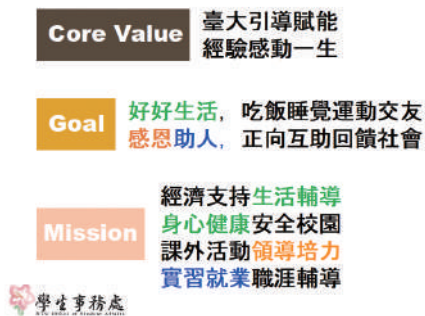 Core Value
臺大引導賦能
經驗感動一生
Goal
好好生活，吃飯睡覺運動交友
感恩助人，正向互助回饋社會
Mission
經濟支持生活輔導
身心健康安全校園
課外活動領導培力
實習就業職涯輔導
學生事務處